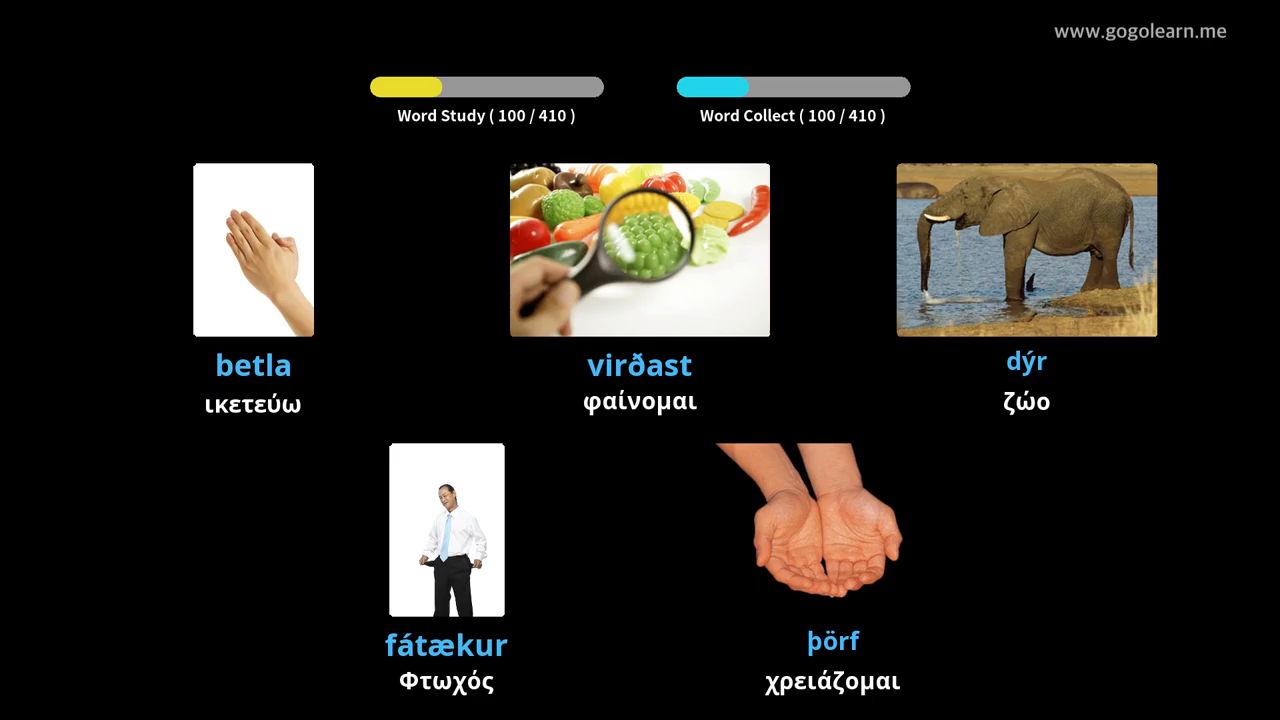 www.gogolearn.me
Word Study ( 100 / 410 )
Word Collect ( 100 / 410 )
betla
ικετεύω
virðast
φαίνομαι
dýr
ζώο
fátækur
Φτωχός
þörf
χρειάζομαι